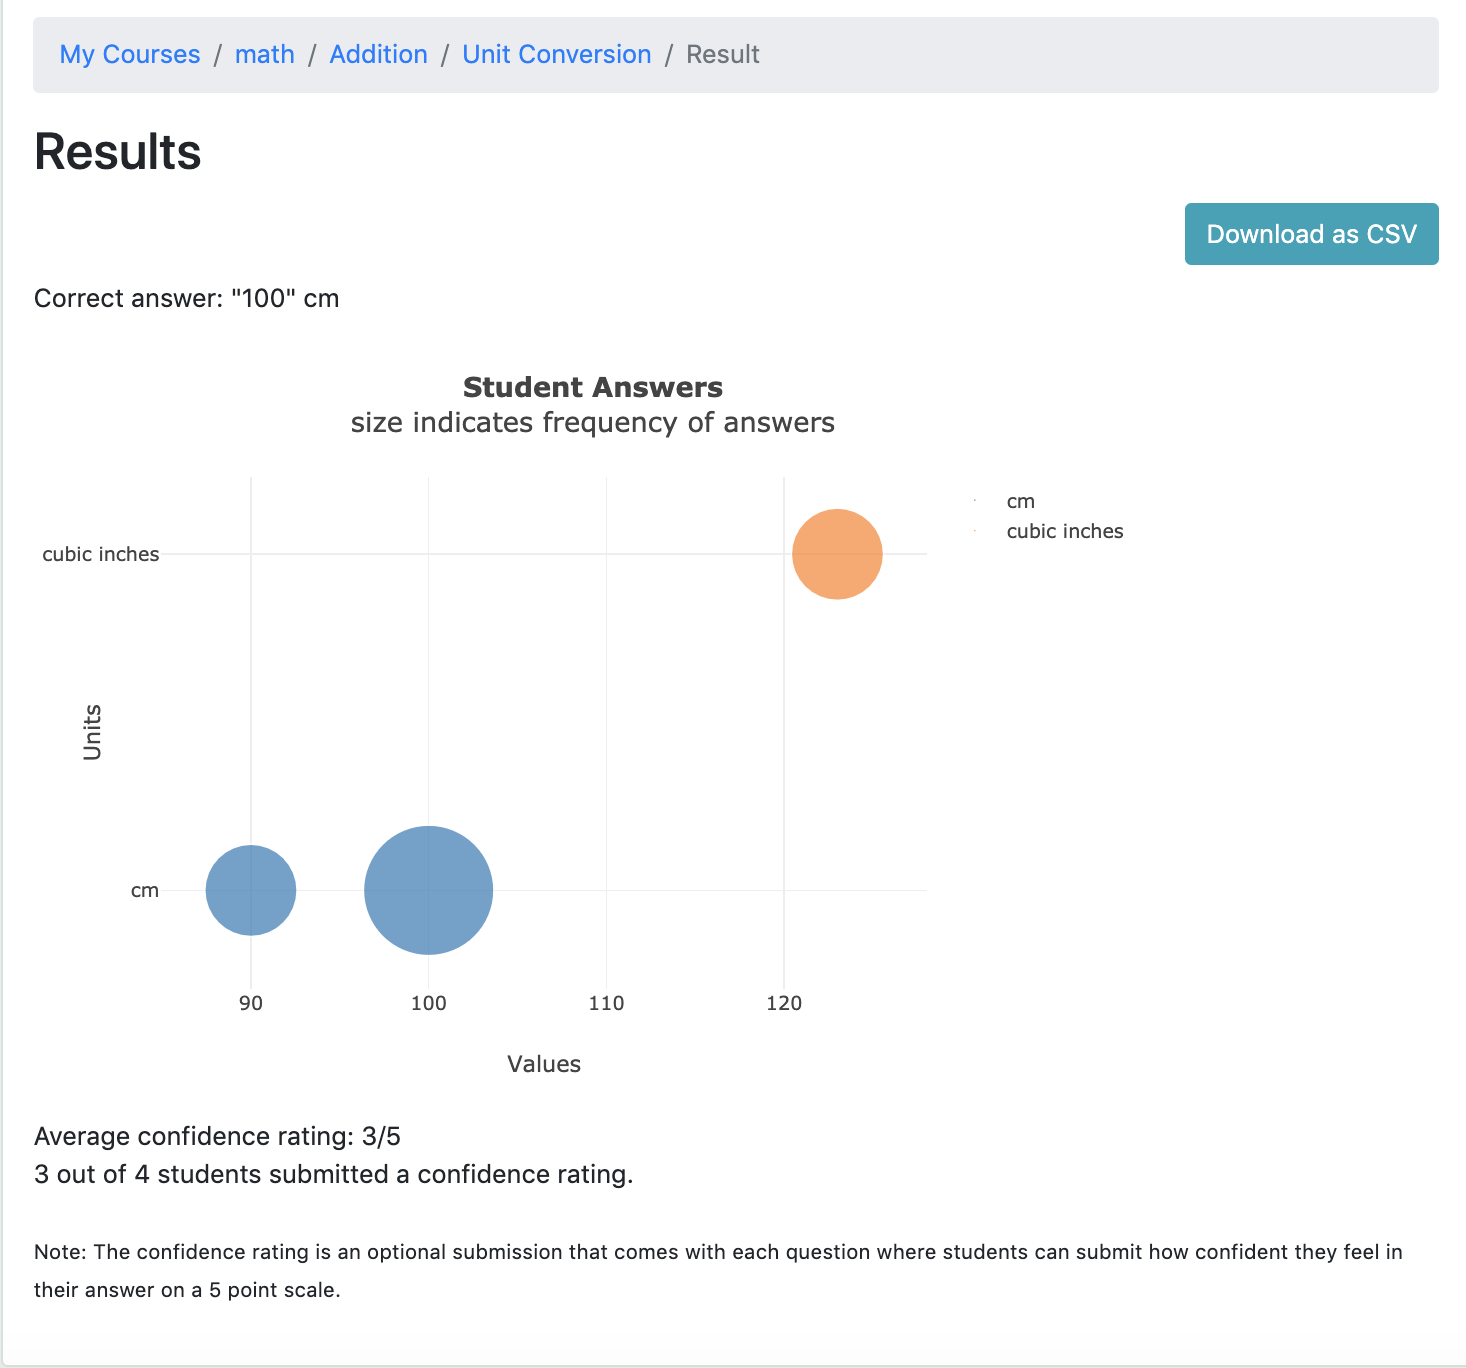 My Courses / math / Addition / Unit Conversion / Result
Results
Download as CSV
Correct answer: "100" cm
Student Answers
size indicates frequency of answers
cm
cubic inches
cubic inches
Units
cm
90 100 110 120
Values
Average confidence rating: 3/5
3 out of 4 students submitted a confidence rating.
Note: The confidence rating is an optional submission that comes with each question where students can submit how confident they feel in
their answer on a 5 point scale.